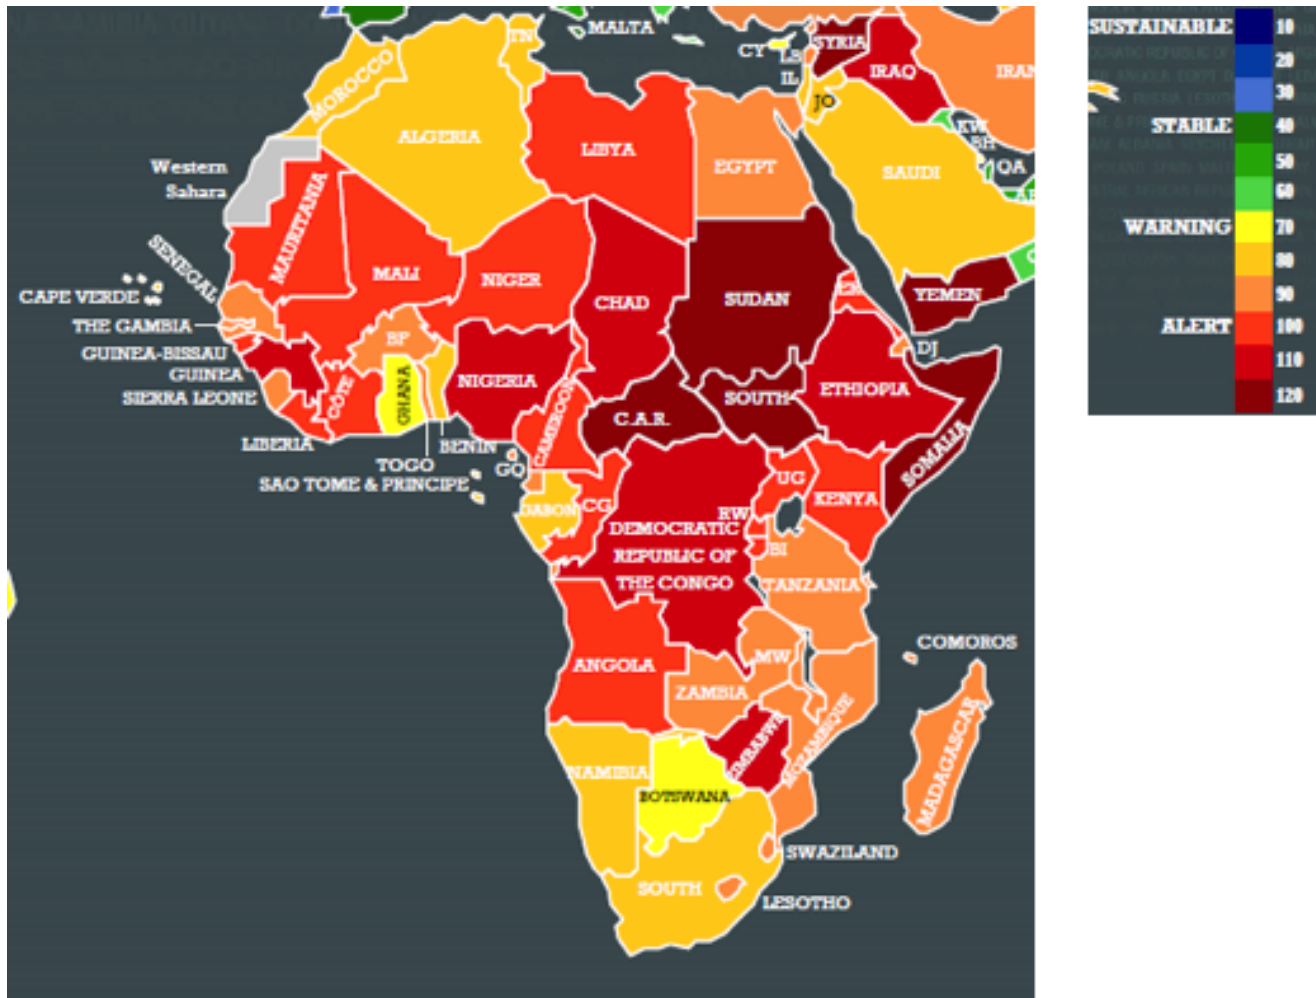 MALTA
CY
SYRIA
LB
IL
IRAQ
IRAN
JO
MOROCCO
TN
ALGERIA
LIBYA
EGYPT
SAUDI
KW
BH
QA
AE
Western
Sahara
MAURITANIA
MALI
NIGER
CHAD
SUDAN
ER
YEMEN
SENEGAL
CAPE VERDE
THE GAMBIA
GUINEA-BISSAU
GUINEA
SIERRA LEONE
LIBERIA
CÔTE
BF
GHANA
TOGO
BENIN
NIGERIA
CAMEROON
C.A.R.
SOUTH
ETHIOPIA
DJ
SOMALIA
SAO TOME & PRINCIPE
GQ
GABON
CG
DEMOCRATIC
REPUBLIC OF
THE CONGO
UG
RW
BI
KENYA
TANZANIA
COMOROS
ANGOLA
ZAMBIA
MW
MOZAMBIQUE
ZIMBABWE
MADAGASCAR
NAMIBIA
BOTSWANA
SWAZILAND
SOUTH
LESOTHO
SUSTAINABLE 10
20
30
STABLE 40
50
60
WARNING 70
80
90
ALERT 100
110
120